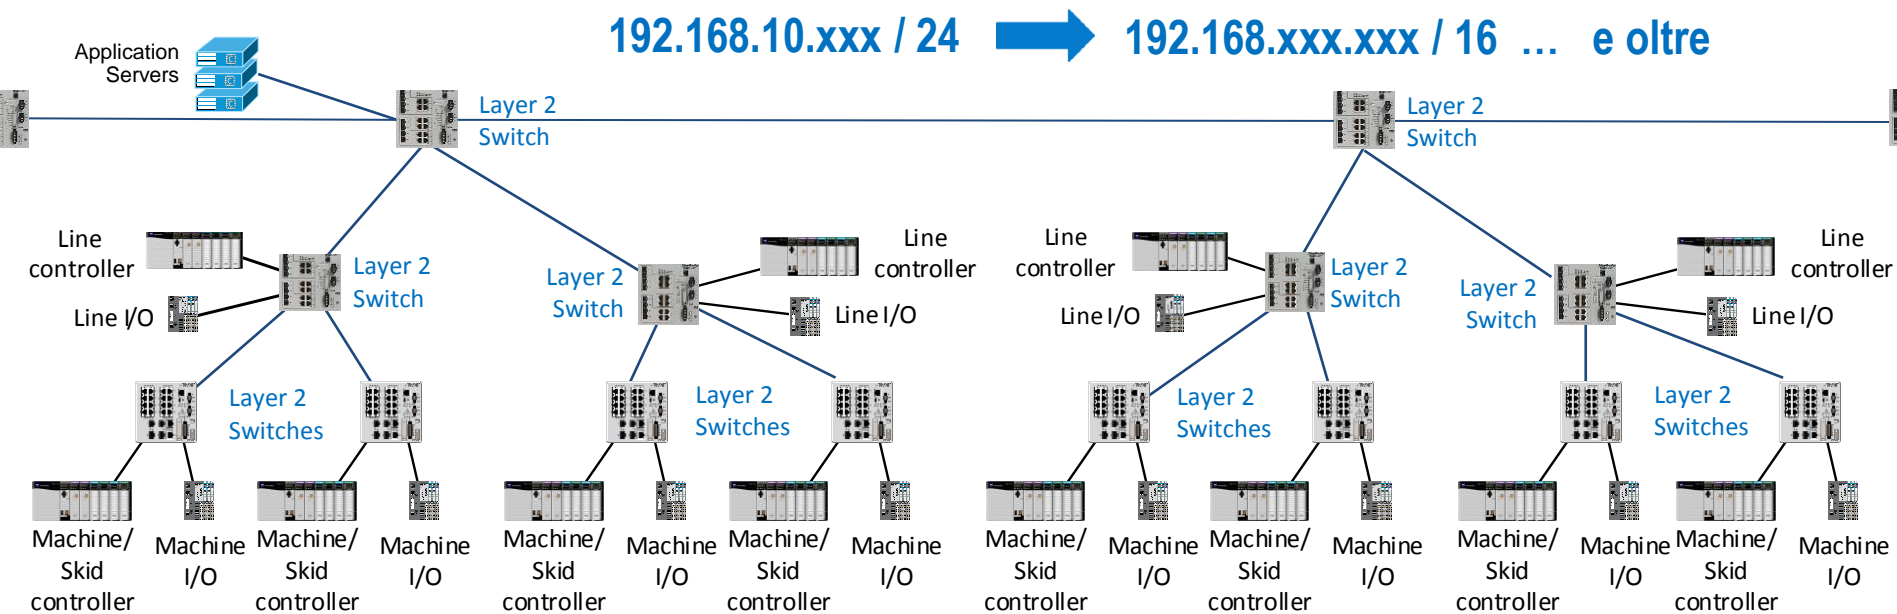 192.168.10.xxx / 24
192.168.xxx.xxx / 16 ... e oltre
Application
Servers
Layer 2
Switch
Layer 2
Switch
Line
controller
Line I/O
Layer 2
Switch
Layer 2
Switch
Line
controller
Line I/O
Line
controller
Line I/O
Layer 2
Switch
Layer 2
Switch
Line
controller
Line I/O
Layer 2
Switches
Layer 2
Switches
Layer 2
Switches
Layer 2
Switches
Machine/
Skid
controller
Machine
I/O
Machine/
Skid
controller
Machine
I/O
Machine/
Skid
controller
Machine
I/O
Machine/
Skid
controller
Machine
I/O
Machine/
Skid
controller
Machine
I/O
Machine/
Skid
controller
Machine
I/O
Machine/
Skid
controller
Machine
I/O
Machine/
Skid
controller
Machine
I/O